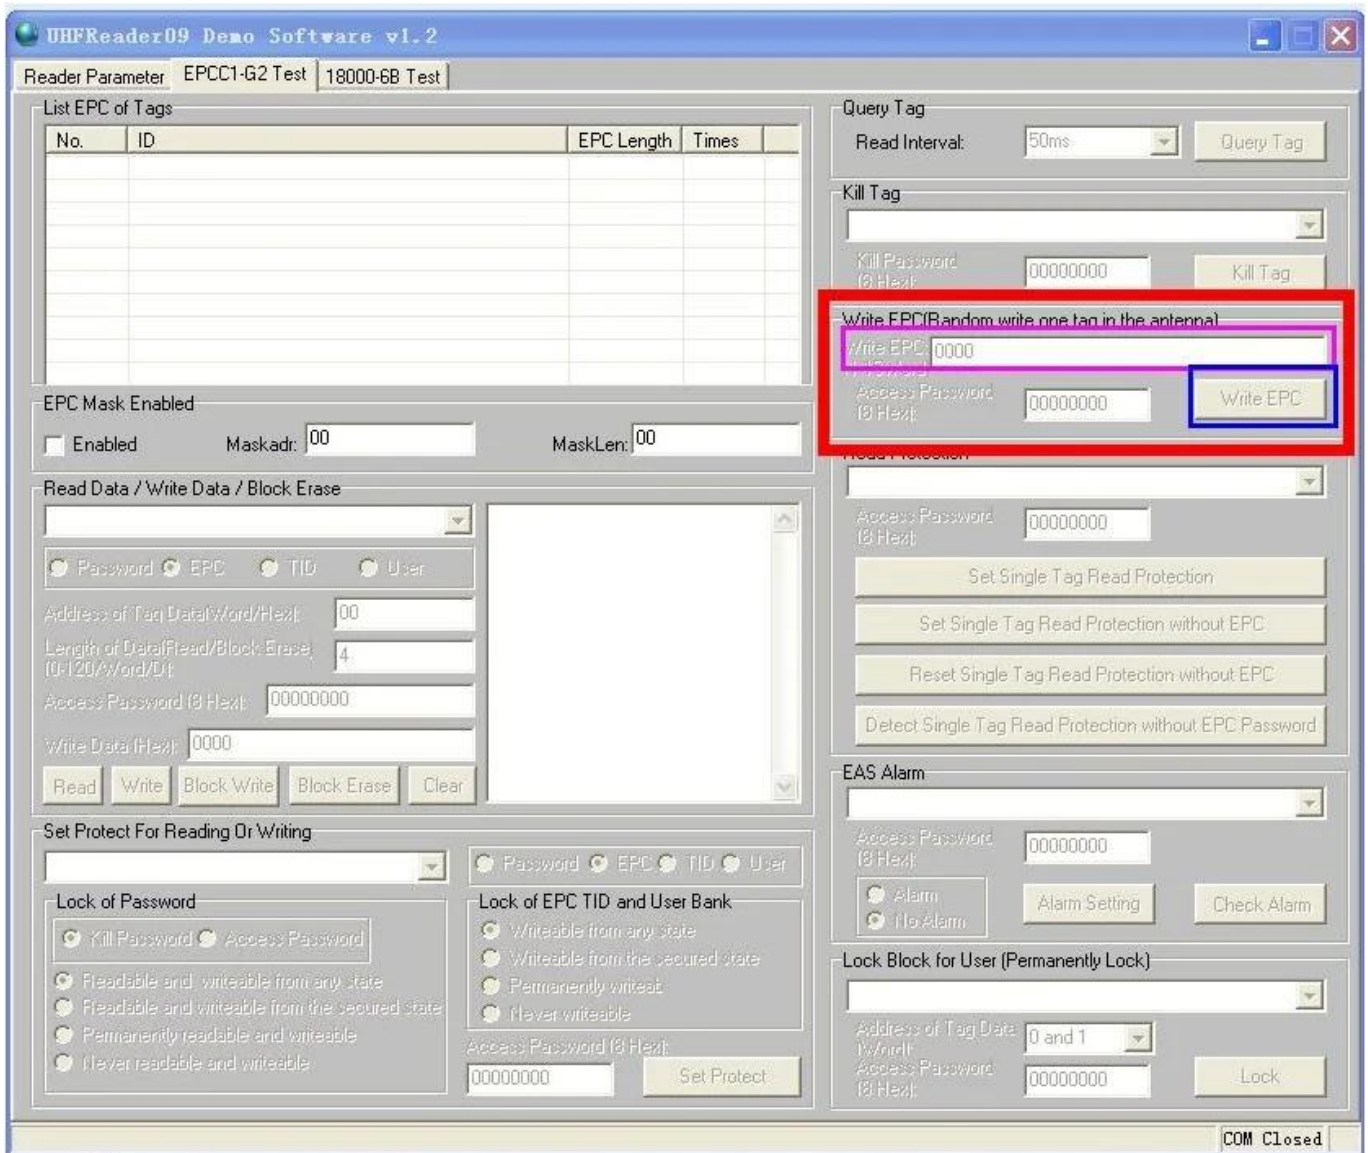 UHFReader09 Demo Software v1.2
Reader Parameter EPCC1-G2 Test 18000-6B Test
List EPC of Tags
No. ID EPC Length Times
EPC Mask Enabled
Enabled Maskadr: 00 MaskLen: 00
Read Data / Write Data / Block Erase
Password EPC TID User
Address of Tag Data(Word/Hex): 00
Length of Data(Read/Block Erase)
(0-120/Word/D): 4
Access Password (8 Hex): 00000000
Write Data (Hex): 0000
Read Write Block Write Block Erase Clear
Set Protect For Reading Or Writing
Password EPC TID User
Lock of Password
Kill Password Access Password
Readable and writeable from any state
Readable and writeable from the secured state
Permanently readable and writeable
Never readable and writeable
Lock of EPC TID and User Bank
Writeable from any state
Writeable from the secured state
Permanently writeab
Never writeable
Access Password (8 Hex):
00000000 Set Protect
Query Tag
Read Interval: 50ms Query Tag
Kill Tag
Kill Password
(8 Hex): 00000000 Kill Tag
Write EPC(Random write one tag in the antenna)
Write EPC: 0000
Access Password
(8 Hex): 00000000 Write EPC
Read Protection
Access Password
(8 Hex): 00000000
Set Single Tag Read Protection
Set Single Tag Read Protection without EPC
Reset Single Tag Read Protection without EPC
Detect Single Tag Read Protection without EPC Password
EAS Alarm
Access Password
(8 Hex): 00000000
Alarm
No Alarm
Alarm Setting Check Alarm
Lock Block for User (Permanently Lock)
Address of Tag Data
(Word): 0 and 1
Access Password
(8 Hex): 00000000 Lock
COM Closed